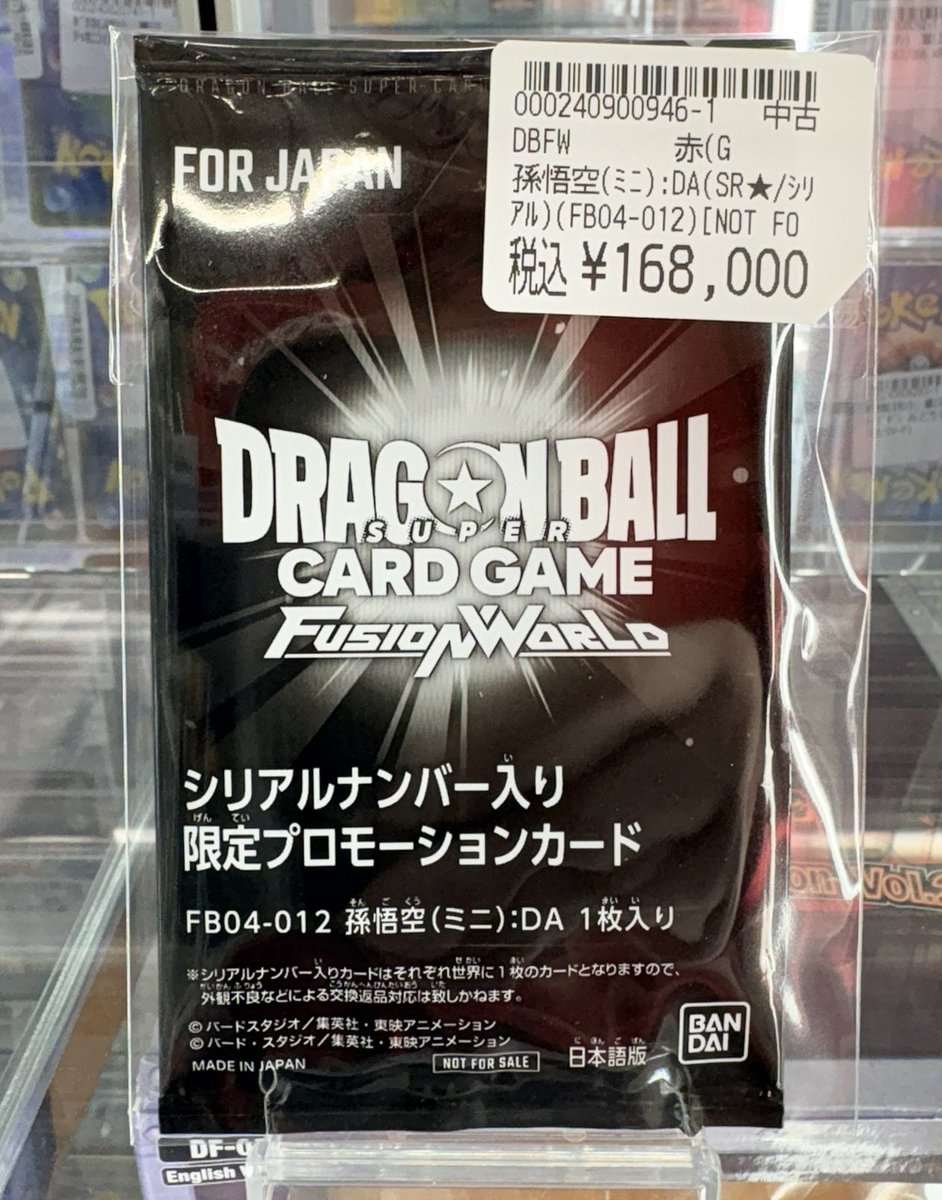 DRAGON BALL SUPER CAR
FOR JAPAN
000240900946-1 中古
DBFW 赤(G
孫悟空(ミニ):DA(SR★/シリ
アル)(FB04-012)[NOT FO
税込 ¥168,000
DRAGON BALL
SUPER
CARD GAME
FUSION WORLD
シリアルナンバー入り
限定プロモーションカード
FB04-012 孫悟空(ミニ):DA 1枚入り
※シリアルナンバー入りカードはそれぞれ世界に1枚のカードとなりますので、
外観不良などによる交換返品対応は致しかねます。
©バードスタジオ/集英社・東映アニメーション
©バード・スタジオ/集英社・東映アニメーション
MADE IN JAPAN
NOT FOR SALE
日本語版
BANDAI
DF-0
English